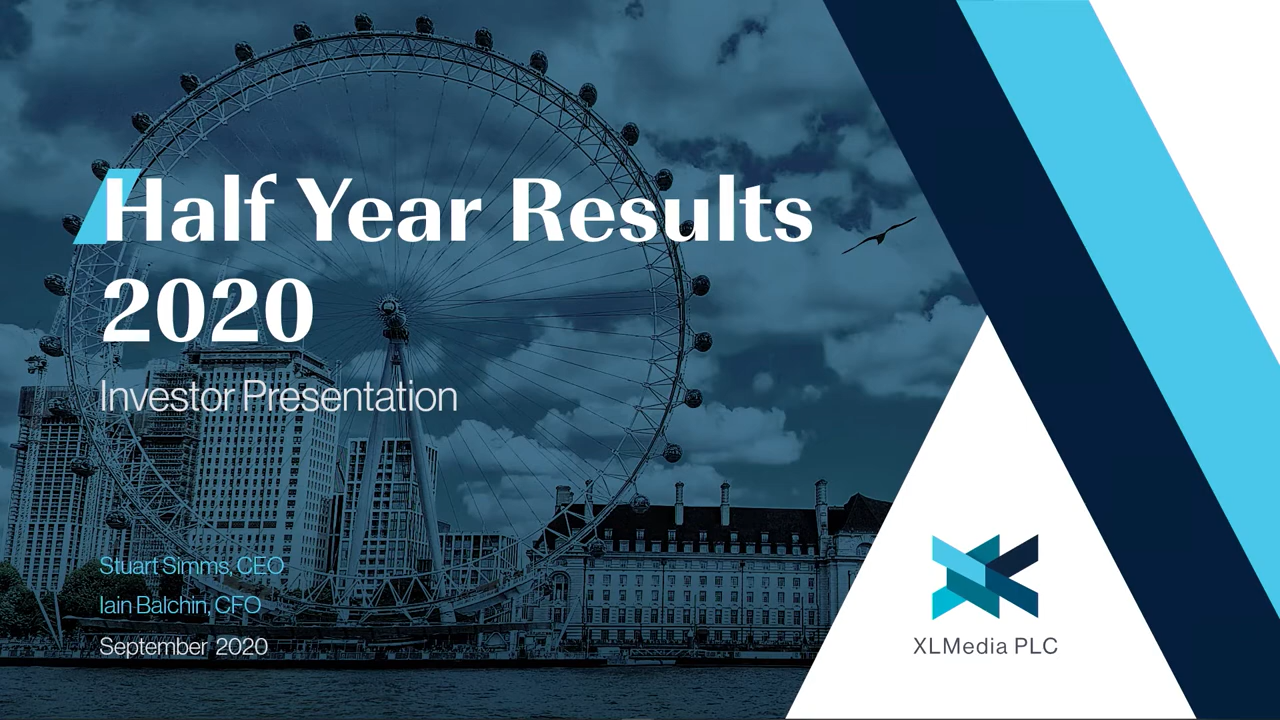 Half Year Results
2020
Investor Presentation
Stuart Simms, CEO
Iain Balchin, CFO
September 2020
XLMedia PLC